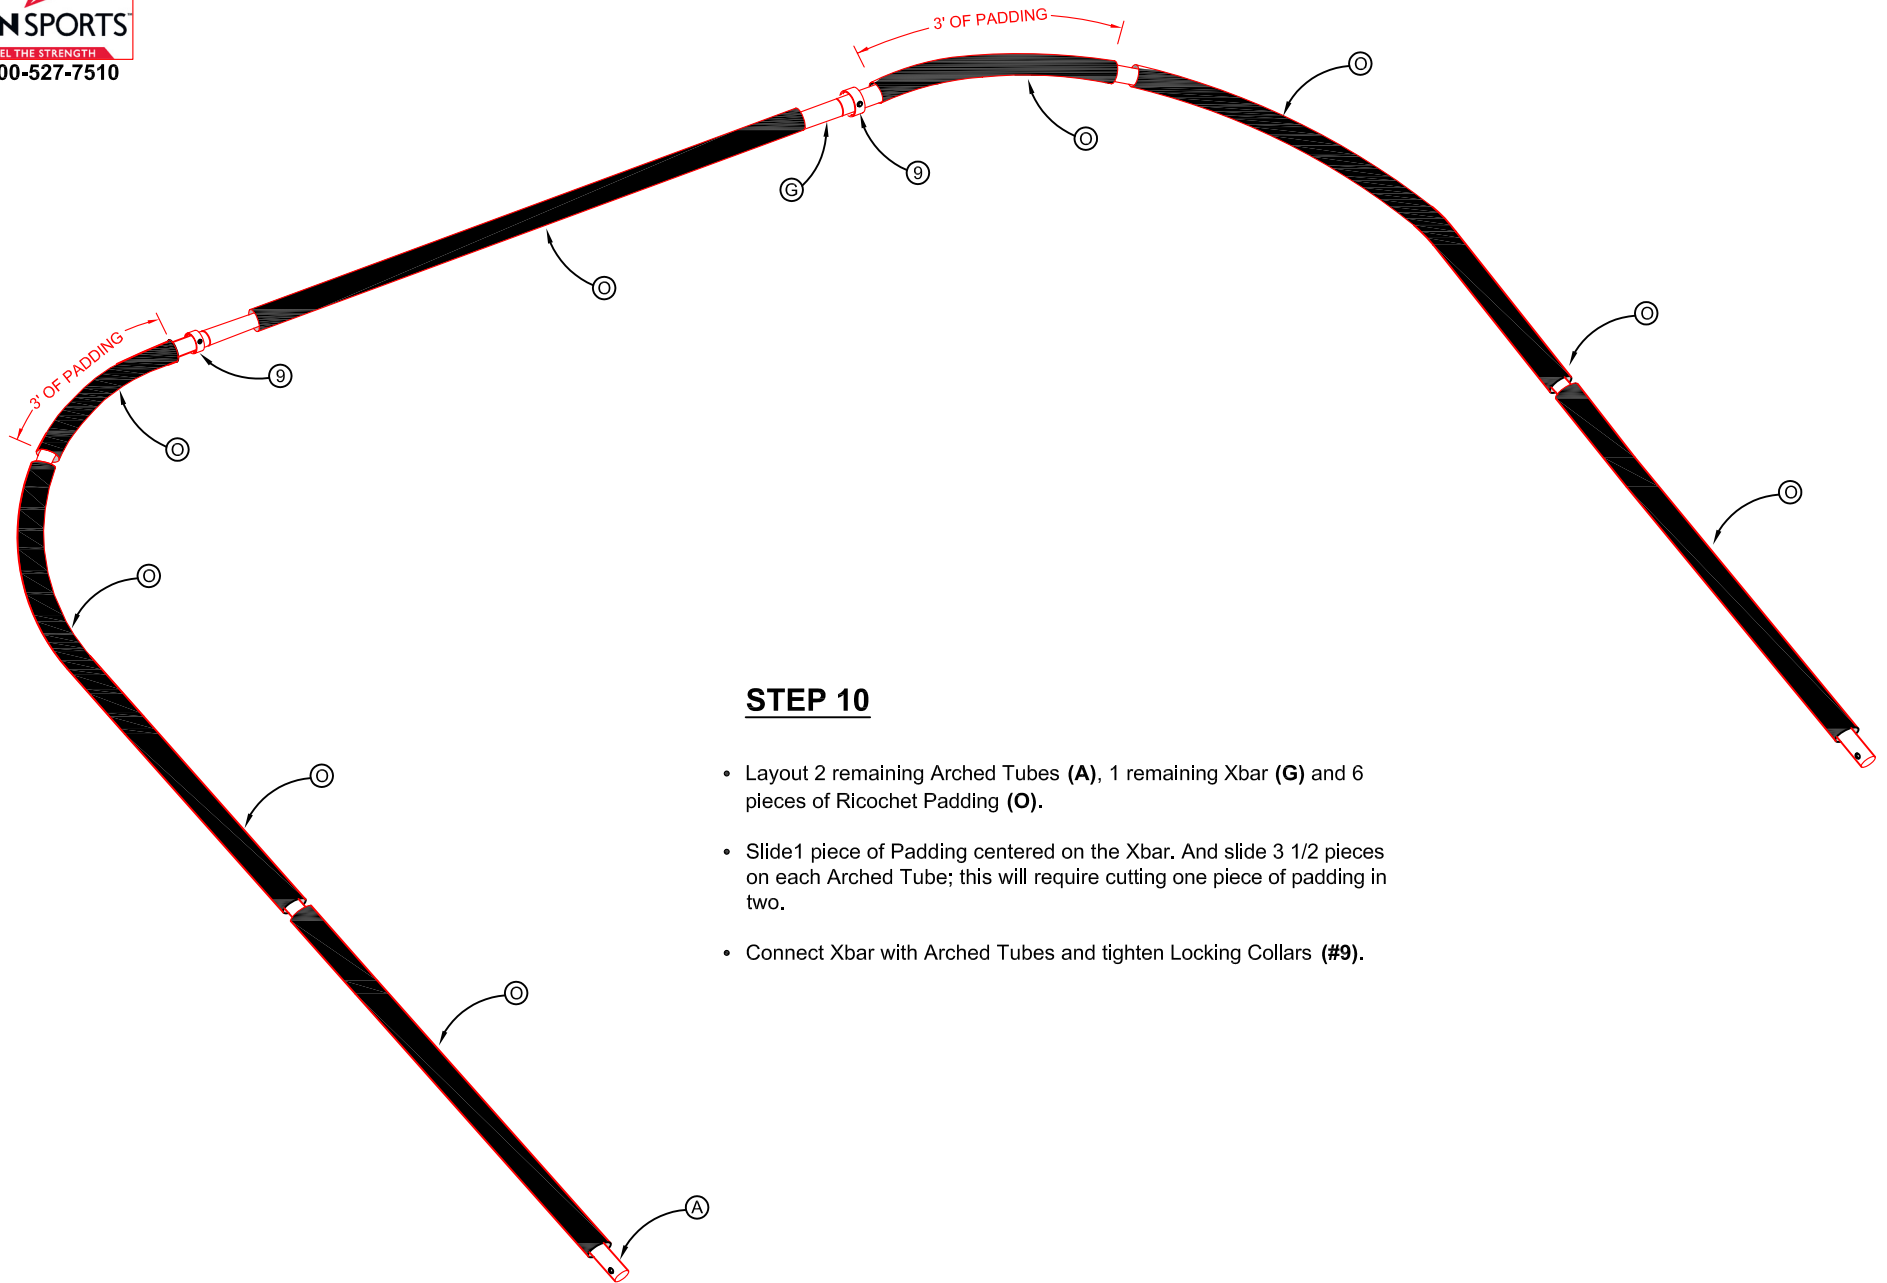 N SPORTS
EL THE STRENGTH
00-527-7510
3' OF PADDING
O
O
9
G
O
O
3' OF PADDING
9
O
O
O
O
O
A
STEP 10
• Layout 2 remaining Arched Tubes (A), 1 remaining Xbar (G) and 6
pieces of Ricochet Padding (O).
• Slide1 piece of Padding centered on the Xbar. And slide 3 1/2 pieces
on each Arched Tube; this will require cutting one piece of padding in
two.
• Connect Xbar with Arched Tubes and tighten Locking Collars (#9).